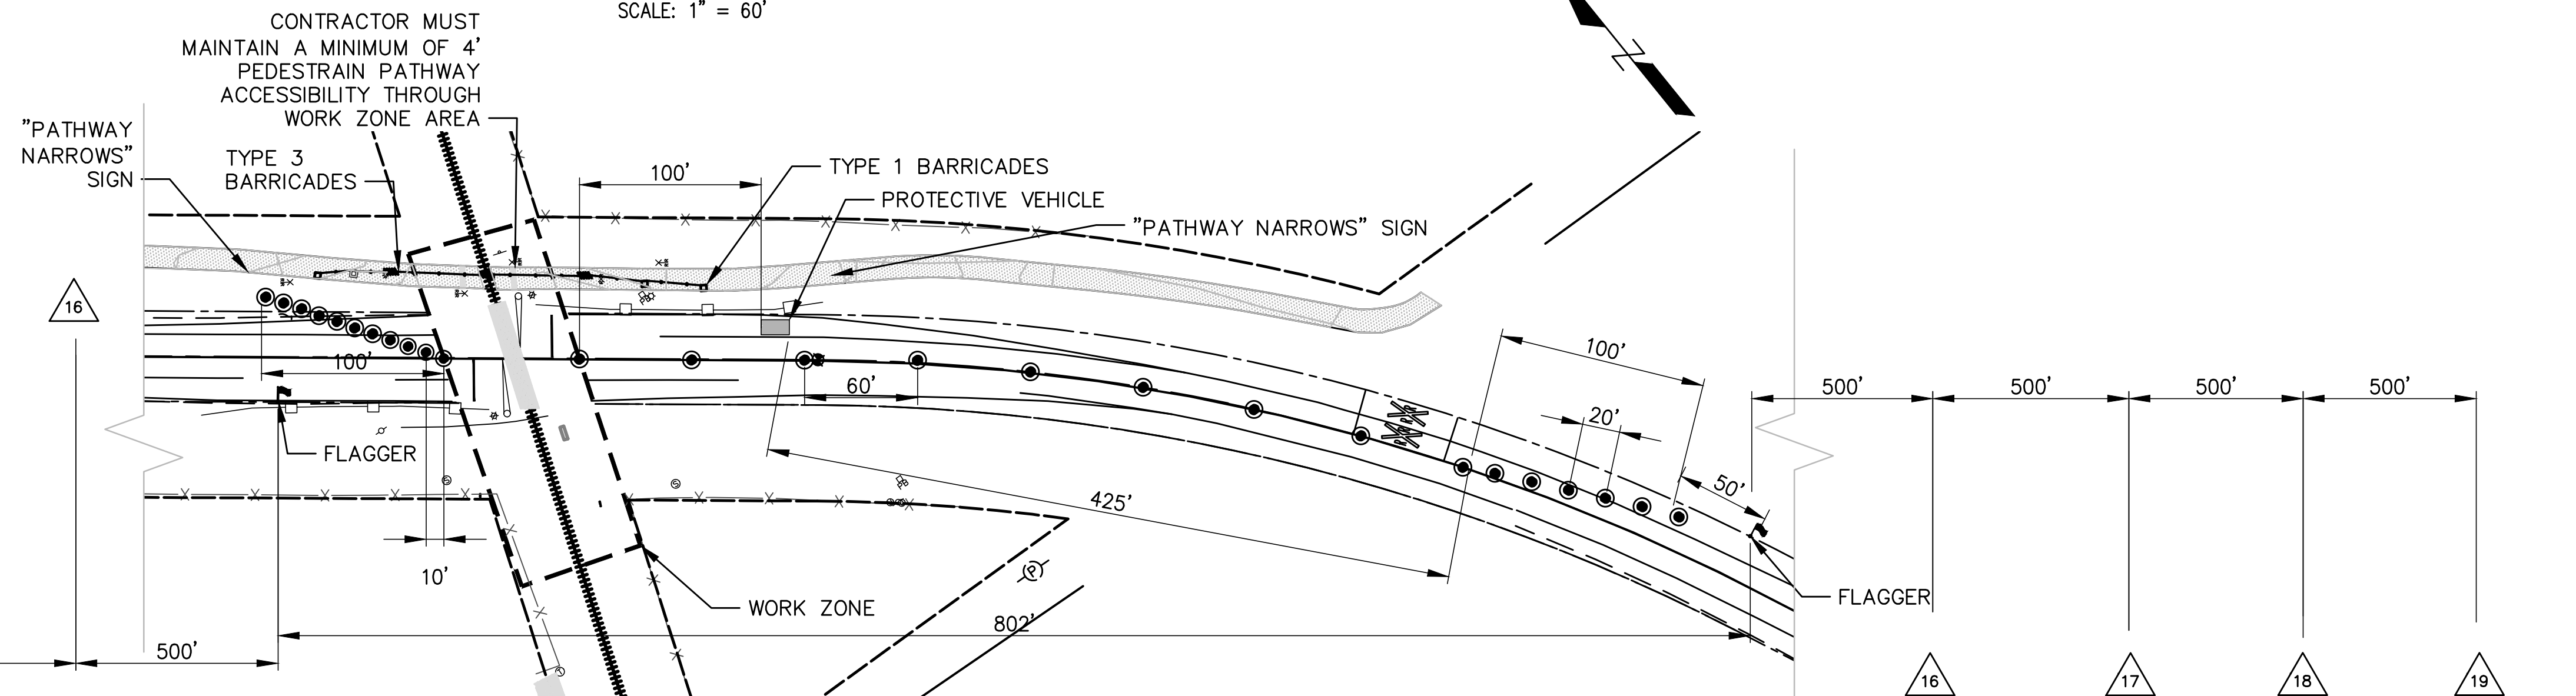 SCALE: 1" = 60'
CONTRACTOR MUST
MAINTAIN A MINIMUM OF 4'
PEDESTRAIN PATHWAY
ACCESSIBILITY THROUGH
WORK ZONE AREA
"PATHWAY
NARROWS"
SIGN
TYPE 3
BARRICADES
100'
TYPE 1 BARRICADES
PROTECTIVE VEHICLE
"PATHWAY NARROWS" SIGN
N
16
100'
60'
100'
20'
50'
500'
500'
500'
500'
FLAGGER
425'
10'
WORK ZONE
FLAGGER
802'
500'
P
R R
R R
16
17
18
19